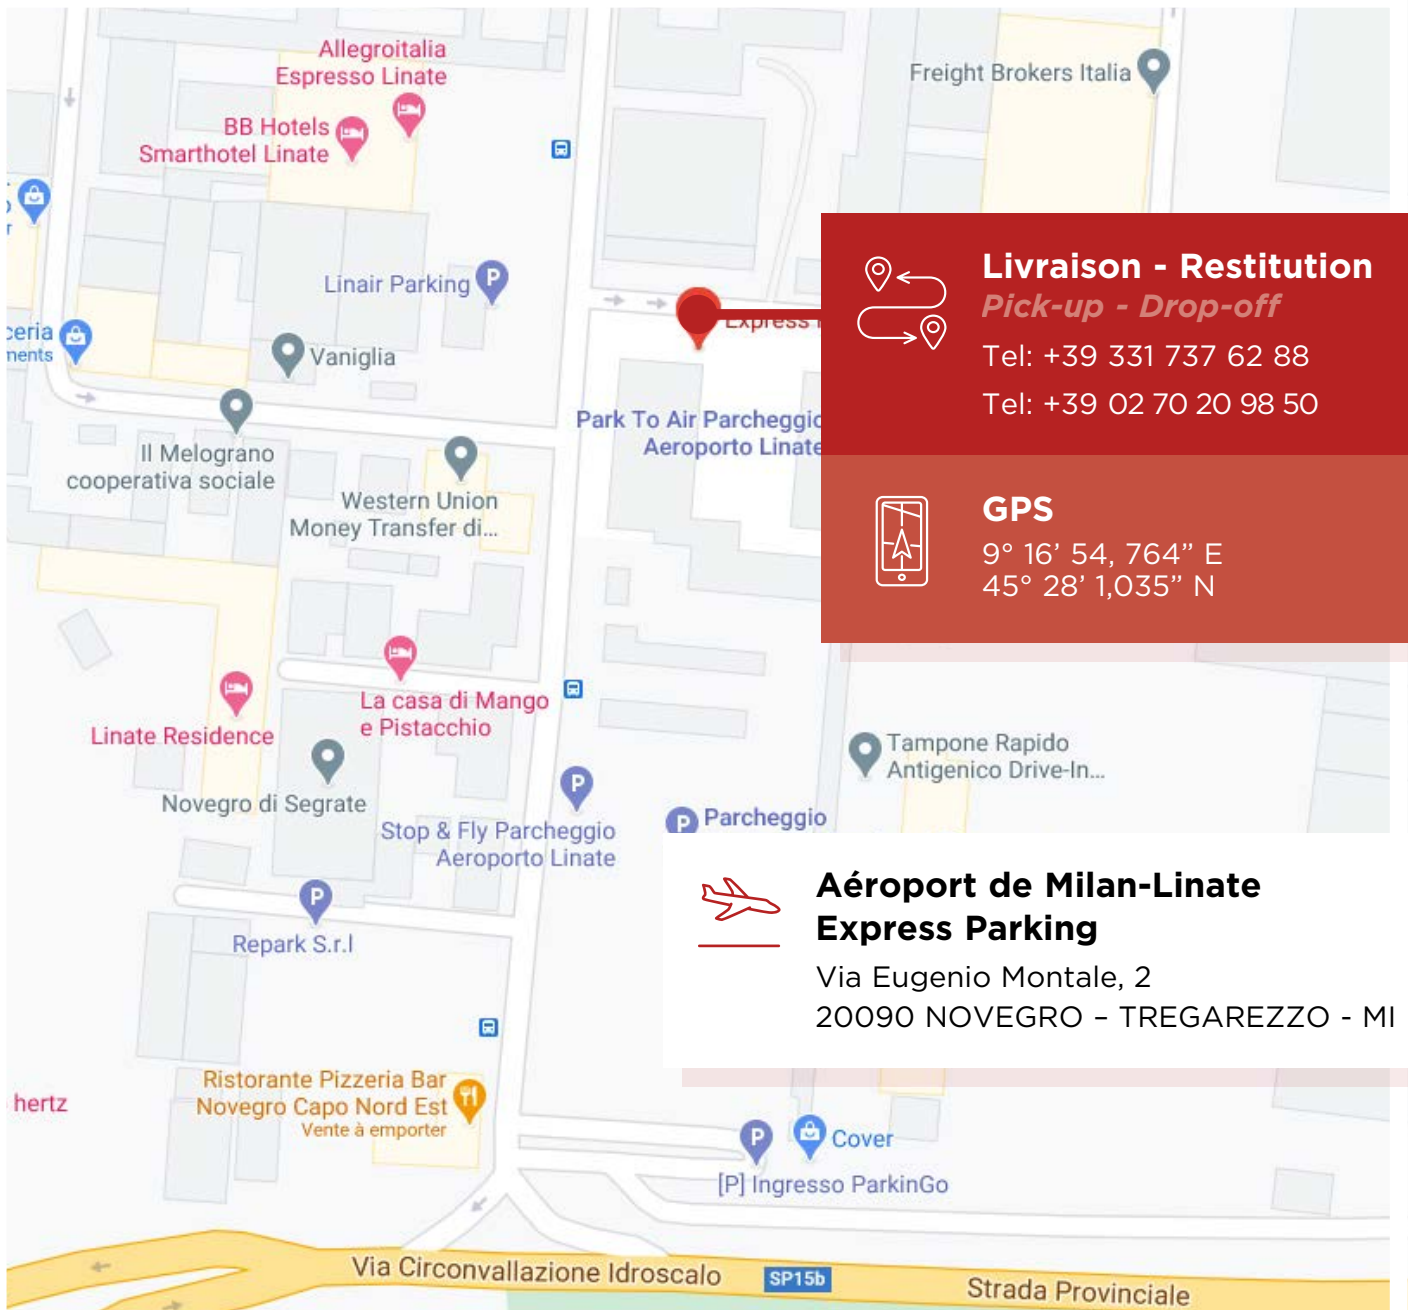 Allegroitalia
Espresso Linate
BB Hotels
Smarthotel Linate
Freight Brokers Italia
Linair Parking
Vaniglia
ceria
ments
Express
Il Melograno
cooperativa sociale
Park To Air Parcheggio
Aeroporto Linate
Western Union
Money Transfer di...
Livraison - Restitution
Pick-up - Drop-off
Tel: +39 331 737 62 88
Tel: +39 02 70 20 98 50
GPS
9° 16’ 54, 764” E
45° 28’ 1,035” N
La casa di Mango
e Pistacchio
Linate Residence
Novegro di Segrate
Tampone Rapido
Antigenico Drive-In...
Stop & Fly Parcheggio
Aeroporto Linate
Parcheggio
Repark S.r.l
Aéroport de Milan-Linate
Express Parking
Via Eugenio Montale, 2
20090 NOVEGRO – TREGAREZZO - MI
hertz
Ristorante Pizzeria Bar
Novegro Capo Nord Est
Vente à emporter
Cover
[P] Ingresso ParkinGo
Via Circonvallazione Idroscalo
SP15b
Strada Provinciale